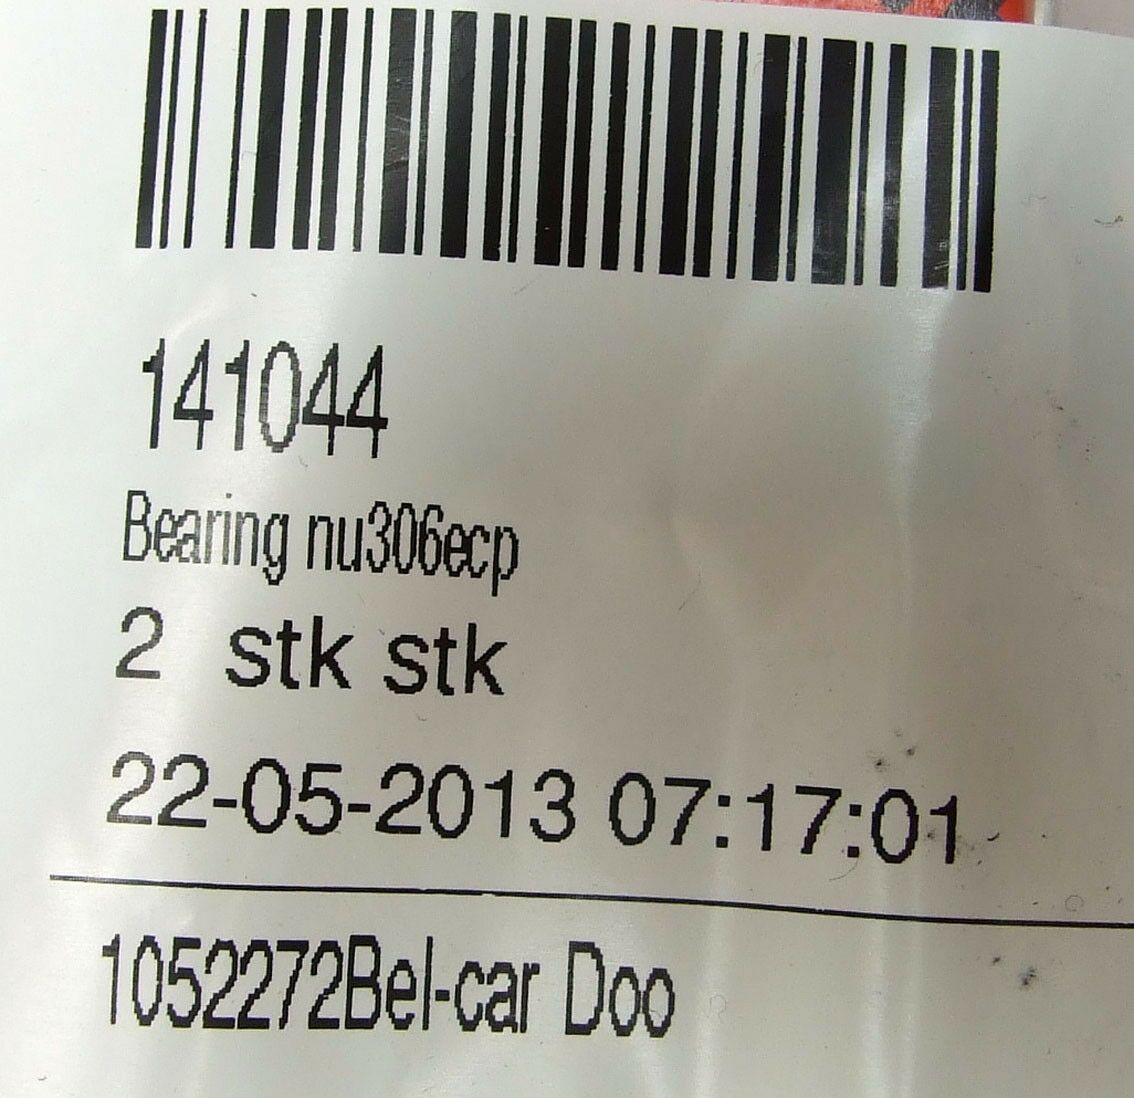 141044
Bearing nu306ecp
2 stk stk
22-05-2013 07:17:01
1052272Bel-car Doo